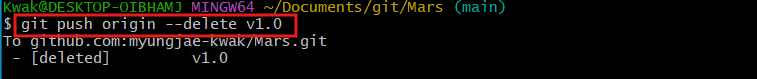 Kwak@DESKTOP-OIBHAMJ MINGW64 ~/Documents/git/Mars (main)
$ git push origin --delete v1.0
To github.com:myungjae-kwak/Mars.git
 - [deleted]         v1.0